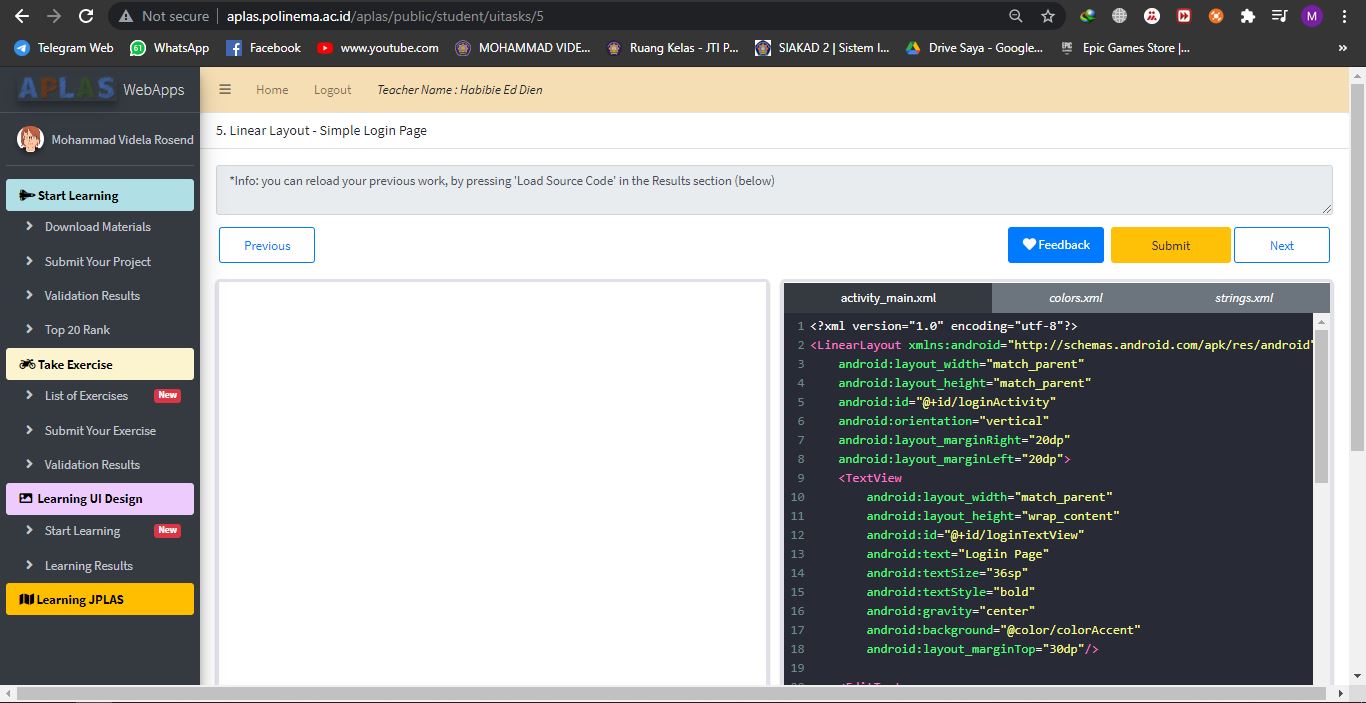 Not secure | aplas.polinema.ac.id/aplas/public/student/uitasks/5
M
Telegram Web WhatsApp Facebook www.youtube.com MOHAMMAD VIDE... Ruang Kelas - JTI P... SIAKAD 2 | Sistem I... Drive Saya - Google... Epic Games Store |... »
APLAS WebApps
Home Logout Teacher Name : Habibie Ed Dien
5. Linear Layout - Simple Login Page
Mohammad Videla Rosend
Start Learning
Download Materials
Submit Your Project
Validation Results
Top 20 Rank
Take Exercise
List of Exercises New
Submit Your Exercise
Validation Results
Learning UI Design
Start Learning New
Learning Results
Learning JPLAS
*Info: you can reload your previous work, by pressing 'Load Source Code' in the Results section (below)
Previous Feedback Submit Next
activity_main.xml colors.xml strings.xml
1 <?xml version="1.0" encoding="utf-8"?>
2 <LinearLayout xmlns:android="http://schemas.android.com/apk/res/android"
3 android:layout_width="match_parent"
4 android:layout_height="match_parent"
5 android:id="@+id/loginActivity"
6 android:orientation="vertical"
7 android:layout_marginRight="20dp"
8 android:layout_marginLeft="20dp">
9 <TextView
10 android:layout_width="match_parent"
11 android:layout_height="wrap_content"
12 android:id="@+id/loginTextView"
13 android:text="Logiin Page"
14 android:textSize="36sp"
15 android:textStyle="bold"
16 android:gravity="center"
17 android:background="@color/colorAccent"
18 android:layout_marginTop="30dp"/>
19